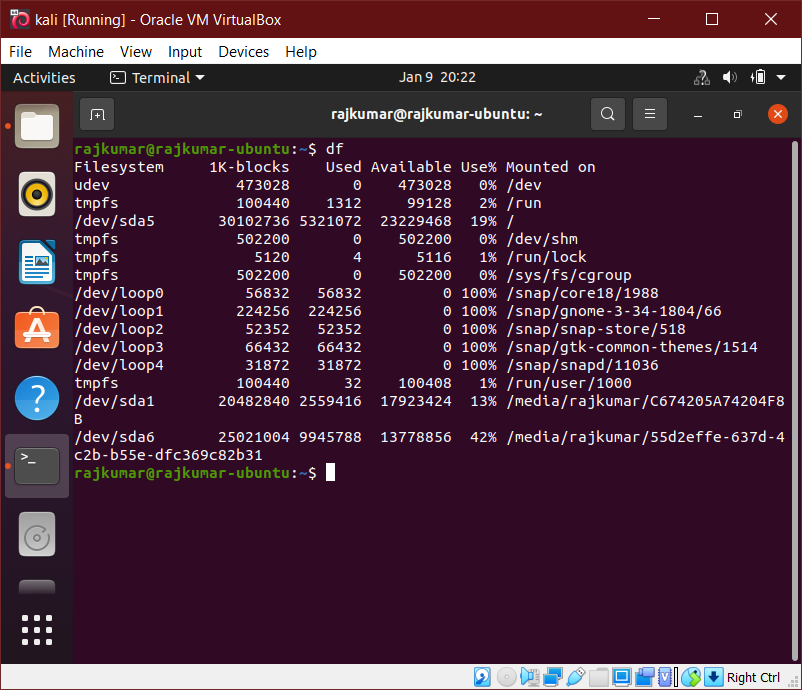 kali [Running] - Oracle VM VirtualBox
File Machine View Input Devices Help
Activities Terminal Jan 9 20:22
rajkumar@rajkumar-ubuntu: ~
rajkumar@rajkumar-ubuntu:~$ df
Filesystem 1K-blocks Used Available Use% Mounted on
udev 473028 0 473028 0% /dev
tmpfs 100440 1312 99128 2% /run
/dev/sda5 30102736 5321072 23229468 19% /
tmpfs 502200 0 502200 0% /dev/shm
tmpfs 5120 4 5116 1% /run/lock
tmpfs 502200 0 502200 0% /sys/fs/cgroup
/dev/loop0 56832 56832 0 100% /snap/core18/1988
/dev/loop1 224256 224256 0 100% /snap/gnome-3-34-1804/66
/dev/loop2 52352 52352 0 100% /snap/snap-store/518
/dev/loop3 66432 66432 0 100% /snap/gtk-common-themes/1514
/dev/loop4 31872 31872 0 100% /snap/snapd/11036
tmpfs 100440 32 100408 1% /run/user/1000
/dev/sda1 20482840 2559416 17923424 13% /media/rajkumar/C674205A74204F8
B
/dev/sda6 25021004 9945788 13778856 42% /media/rajkumar/55d2effe-637d-4
c2b-b55e-dfc369c82b31
rajkumar@rajkumar-ubuntu:~$
Right Ctrl